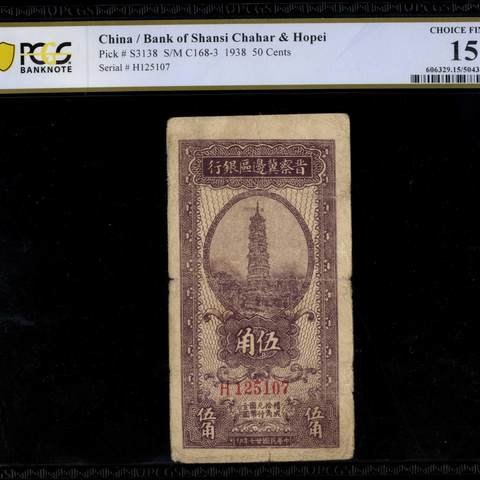 PCGS
BANKNOTE
China / Bank of Shansi Chahar & Hopei
Pick # S3138 S/M C168-3 1938 50 Cents
Serial # H125107
CHOICE FIN
15
606329.15/5043
行銀區邊冀察晉
角伍
H125107
伍角
伍角